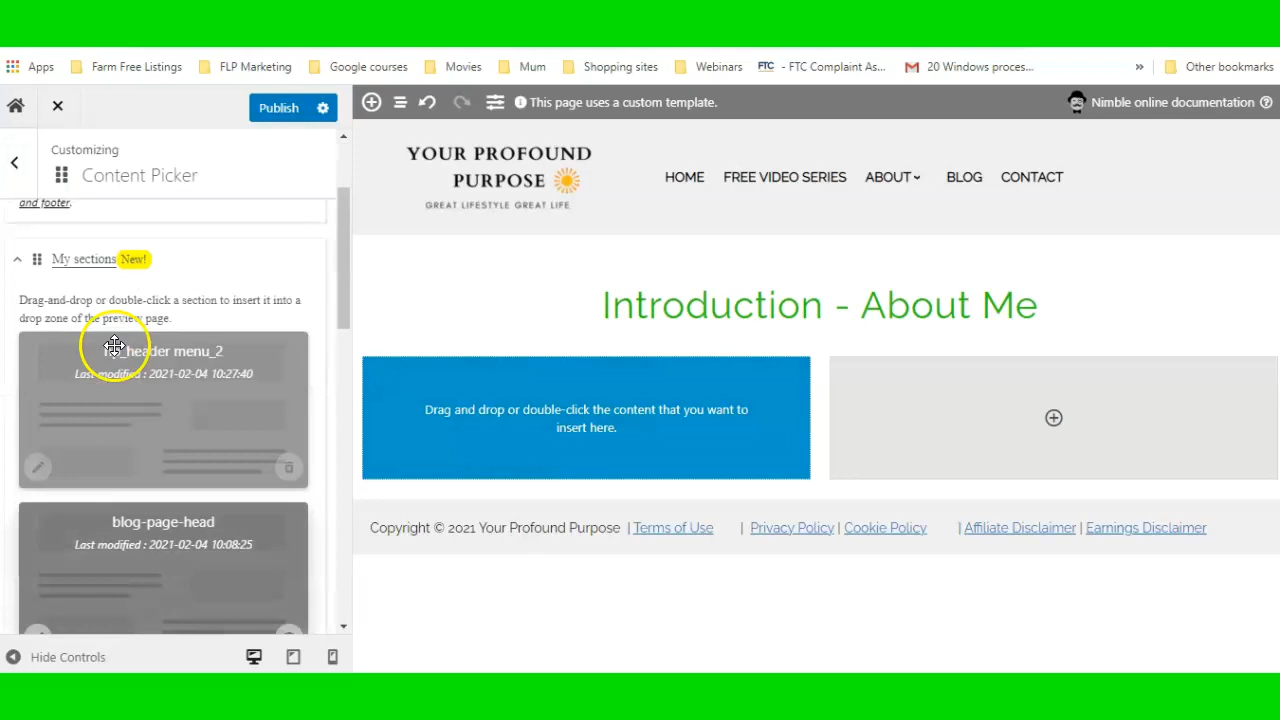 Apps Farm Free Listings FLP Marketing Google courses Movies Mum Shopping sites Webinars FTC - FTC Complaint As... 20 Windows proces... » Other bookmarks
Publish
This page uses a custom template.
Nimble online documentation
Customizing
Content Picker
and footer.
My sections New!
Drag-and-drop or double-click a section to insert it into a
drop zone of the preview page.
header menu_2
Last modified : 2021-02-04 10:27:40
blog-page-head
Last modified : 2021-02-04 10:08:25
Hide Controls
YOUR PROFOUND
PURPOSE
GREAT LIFESTYLE GREAT LIFE
HOME FREE VIDEO SERIES ABOUT BLOG CONTACT
Introduction - About Me
Drag and drop or double-click the content that you want to
insert here.
Copyright © 2021 Your Profound Purpose | Terms of Use | Privacy Policy | Cookie Policy | Affiliate Disclaimer | Earnings Disclaimer